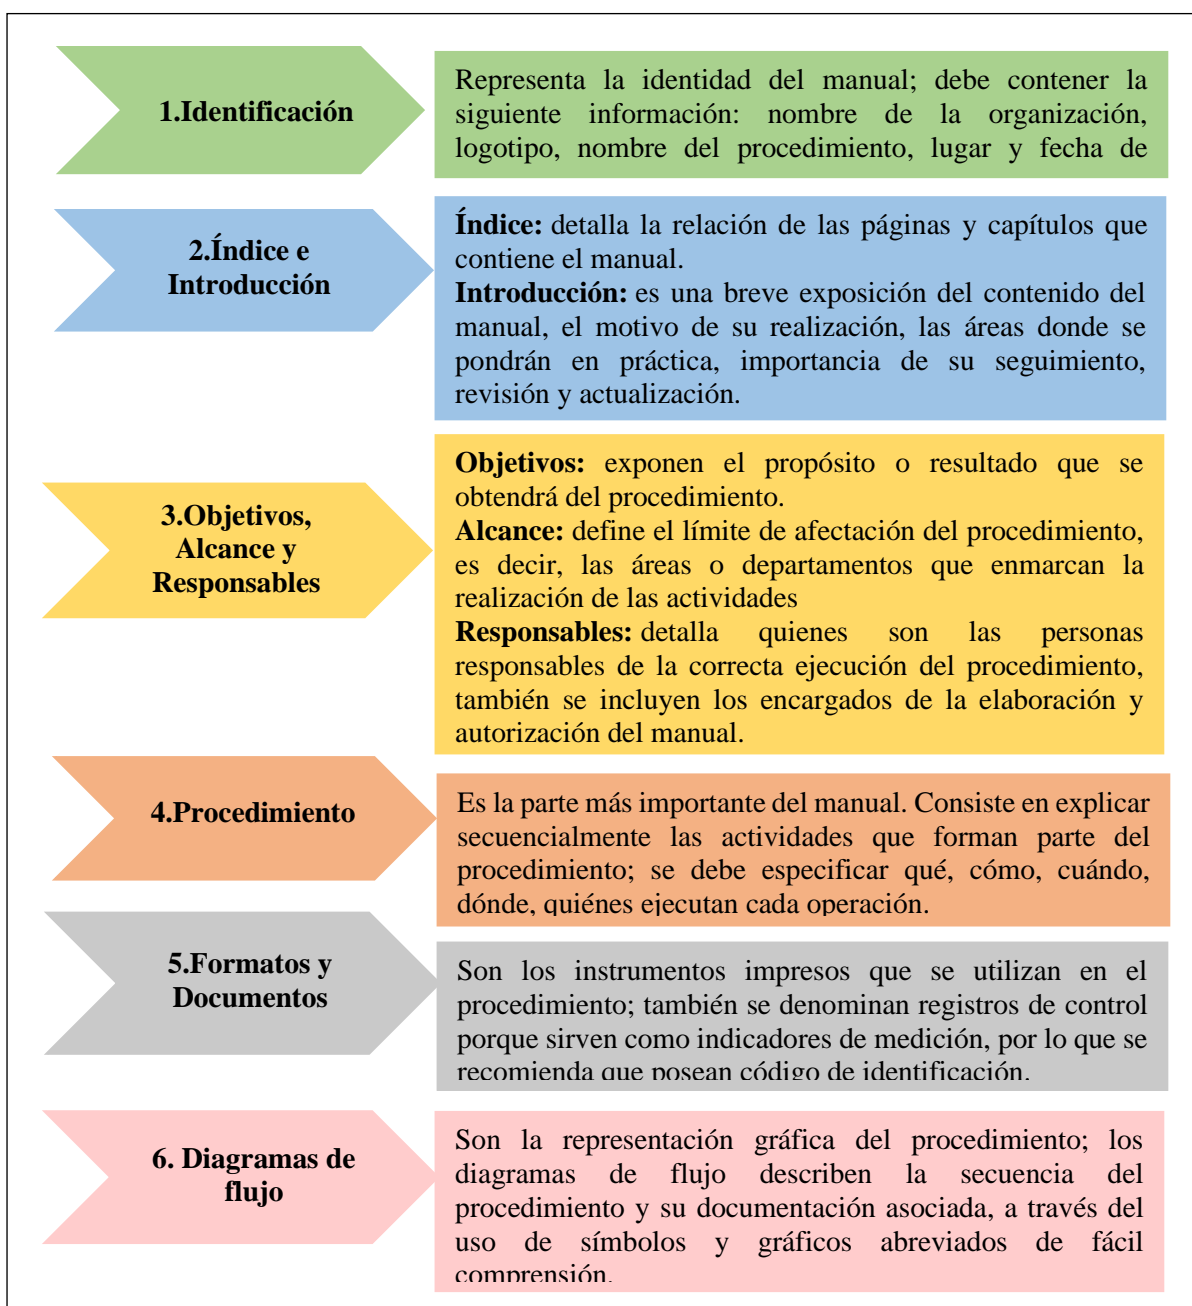 1.Identificación
Representa la identidad del manual; debe contener la
siguiente información: nombre de la organización,
logotipo, nombre del procedimiento, lugar y fecha de
2.Índice e
Introducción
Índice: detalla la relación de las páginas y capítulos que
contiene el manual.
Introducción: es una breve exposición del contenido del
manual, el motivo de su realización, las áreas donde se
pondrán en práctica, importancia de su seguimiento,
revisión y actualización.
3.Objetivos,
Alcance y
Responsables
Objetivos: exponen el propósito o resultado que se
obtendrá del procedimiento.
Alcance: define el límite de afectación del procedimiento,
es decir, las áreas o departamentos que enmarcan la
realización de las actividades
Responsables: detalla quienes son las personas
responsables de la correcta ejecución del procedimiento,
también se incluyen los encargados de la elaboración y
autorización del manual.
4.Procedimiento
Es la parte más importante del manual. Consiste en explicar
secuencialmente las actividades que forman parte del
procedimiento; se debe especificar qué, cómo, cuándo,
dónde, quiénes ejecutan cada operación.
5.Formatos y
Documentos
Son los instrumentos impresos que se utilizan en el
procedimiento; también se denominan registros de control
porque sirven como indicadores de medición, por lo que se
recomienda que posean código de identificación.
6. Diagramas de
flujo
Son la representación gráfica del procedimiento; los
diagramas de flujo describen la secuencia del
procedimiento y su documentación asociada, a través del
uso de símbolos y gráficos abreviados de fácil
comprensión.